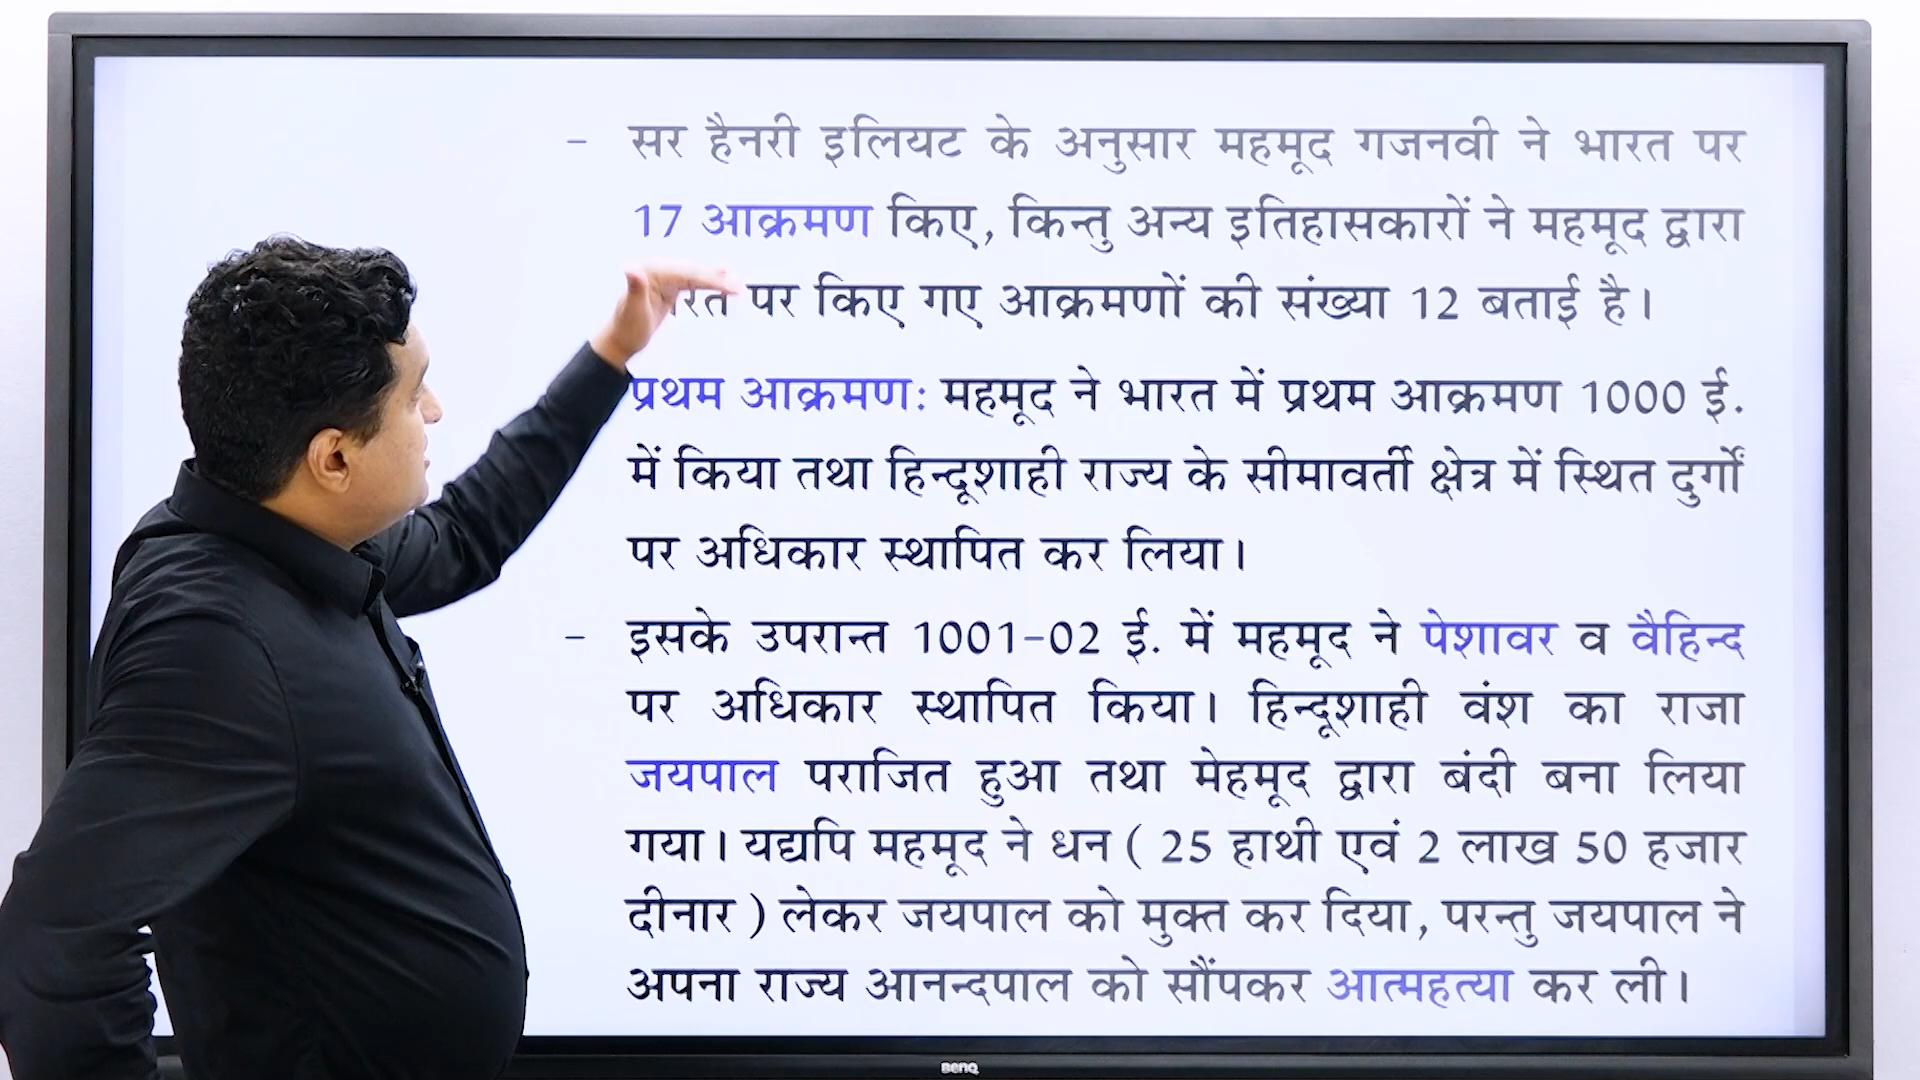 - सर हैनरी इलियट के अनुसार महमूद गजनवी ने भारत पर
17 आक्रमण किए, किन्तु अन्य इतिहासकारों ने महमूद द्वारा
पर किए गए आक्रमणों की संख्या 12 बताई है।
प्रथम आक्रमण: महमूद ने भारत में प्रथम आक्रमण 1000 ई.
में किया तथा हिन्दूशाही राज्य के सीमावर्ती क्षेत्र में स्थित दुर्गों
पर अधिकार स्थापित कर लिया।
- इसके उपरान्त 1001-02 ई. में महमूद ने पेशावर व वैहिन्द
पर अधिकार स्थापित किया। हिन्दूशाही वंश का राजा
जयपाल पराजित हुआ तथा मेहमूद द्वारा बंदी बना लिया
गया। यद्यपि महमूद ने धन ( 25 हाथी एवं 2 लाख 50 हजार
दीनार ) लेकर जयपाल को मुक्त कर दिया, परन्तु जयपाल ने
अपना राज्य आनन्दपाल को सौंपकर आत्महत्या कर ली।
BenQ